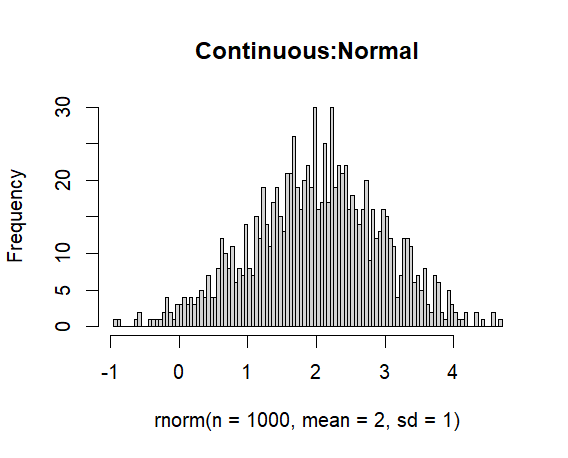 Continuous:Normal
Frequency
30
20
10
5
0
-1 0 1 2 3 4
rnorm(n = 1000, mean = 2, sd = 1)